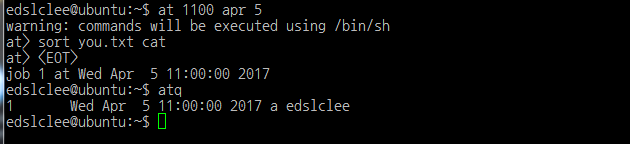 edslclee@ubuntu:~$ at 1100 apr 5
warning: commands will be executed using /bin/sh
at> sort you.txt cat
at> <EOT>
job 1 at Wed Apr  5 11:00:00 2017
edslclee@ubuntu:~$ atq
1       Wed Apr  5 11:00:00 2017 a edslclee
edslclee@ubuntu:~$